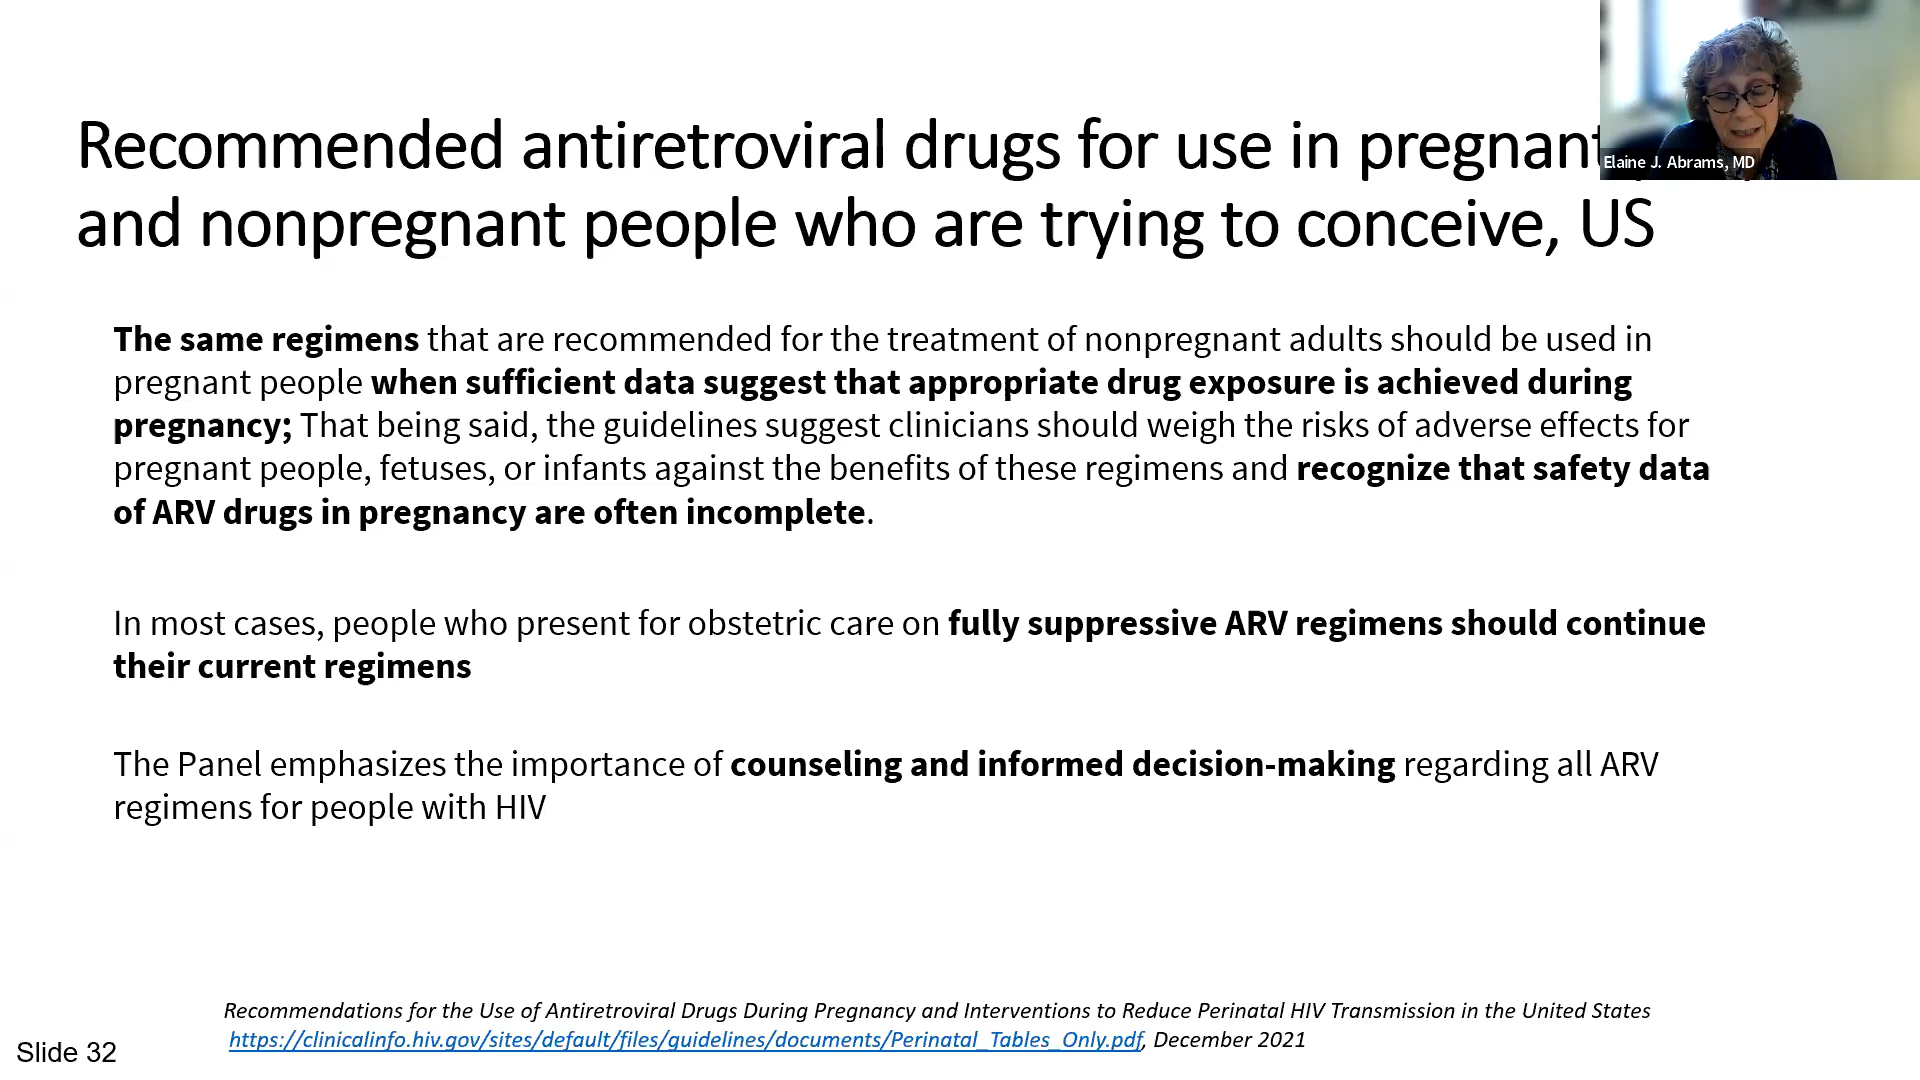 Recommended antiretroviral drugs for use in pregnant
Elaine J. Abrams, MD
and nonpregnant people who are trying to conceive, US
The same regimens that are recommended for the treatment of nonpregnant adults should be used in
pregnant people when sufficient data suggest that appropriate drug exposure is achieved during
pregnancy; That being said, the guidelines suggest clinicians should weigh the risks of adverse effects for
pregnant people, fetuses, or infants against the benefits of these regimens and recognize that safety data
of ARV drugs in pregnancy are often incomplete.
In most cases, people who present for obstetric care on fully suppressive ARV regimens should continue
their current regimens
The Panel emphasizes the importance of counseling and informed decision-making regarding all ARV
regimens for people with HIV
Recommendations for the Use of Antiretroviral Drugs During Pregnancy and Interventions to Reduce Perinatal HIV Transmission in the United States
https://clinicalinfo.hiv.gov/sites/default/files/guidelines/documents/Perinatal_Tables_Only.pdf, December 2021
Slide 32